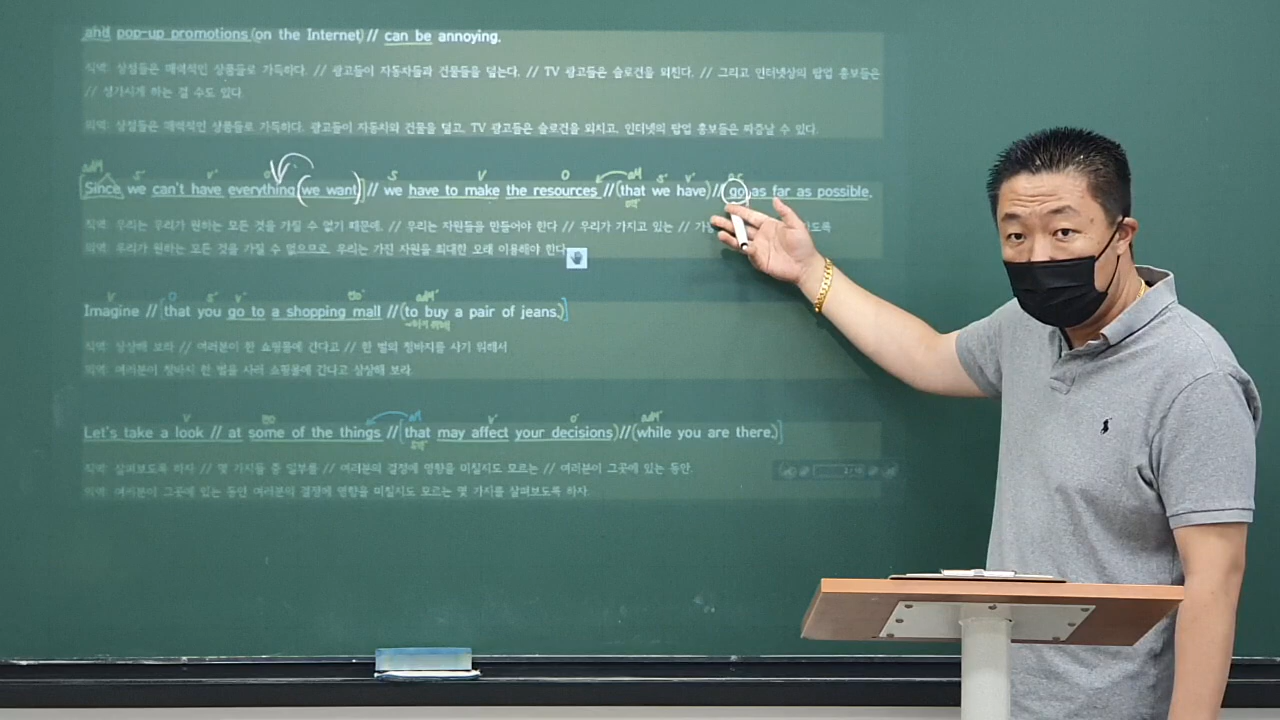 and pop-up promotions (on the Internet) // can be annoying.
직역: 상점들은 매력적인 상품들로 가득하다. // 광고들이 자동차들과 건물들을 덮는다. // TV 광고들은 슬로건을 외친다. // 그리고 인터넷상의 팝업 홍보들은
// 성가시게 하는 걸 수도 있다.
의역: 상점들은 매력적인 상품들로 가득하다. 광고들이 자동차와 건물을 덮고, TV 광고들은 슬로건을 외치고, 인터넷의 팝업 홍보들은 짜증날 수 있다.
S' V' O' S V O S' V'
[Since we can't have everything (we want)] // we have to make the resources // (that we have) // go as far as possible.
직역: 우리는 우리가 원하는 모든 것을 가질 수 없기 때문에. // 우리는 자원들을 만들어야 한다 // 우리가 가지고 있는 // 도록
의역: 우리가 원하는 모든 것을 가질 수 없으므로, 우리는 가진 자원을 최대한 오래 이용해야 한다.
V O S' V'
Imagine // [that you go to a shopping mall // (to buy a pair of jeans.)]
~하기 위해
직역: 상상해 보라 // 여러분이 한 쇼핑몰에 간다고 // 한 벌의 청바지를 사기 위해서
의역: 여러분이 청바지 한 벌을 사러 쇼핑몰에 간다고 상상해 보라.
V V' O'
Let's take a look // at some of the things // [that may affect your decisions) // (while you are there.)]
직역: 살펴보도록 하자 // 몇 가지들 중 일부를 // 여러분의 결정에 영향을 미칠지도 모르는 // 여러분이 그곳에 있는 동안.
의역: 여러분이 그곳에 있는 동안 여러분의 결정에 영향을 미칠지도 모르는 몇 가지를 살펴보도록 하자.